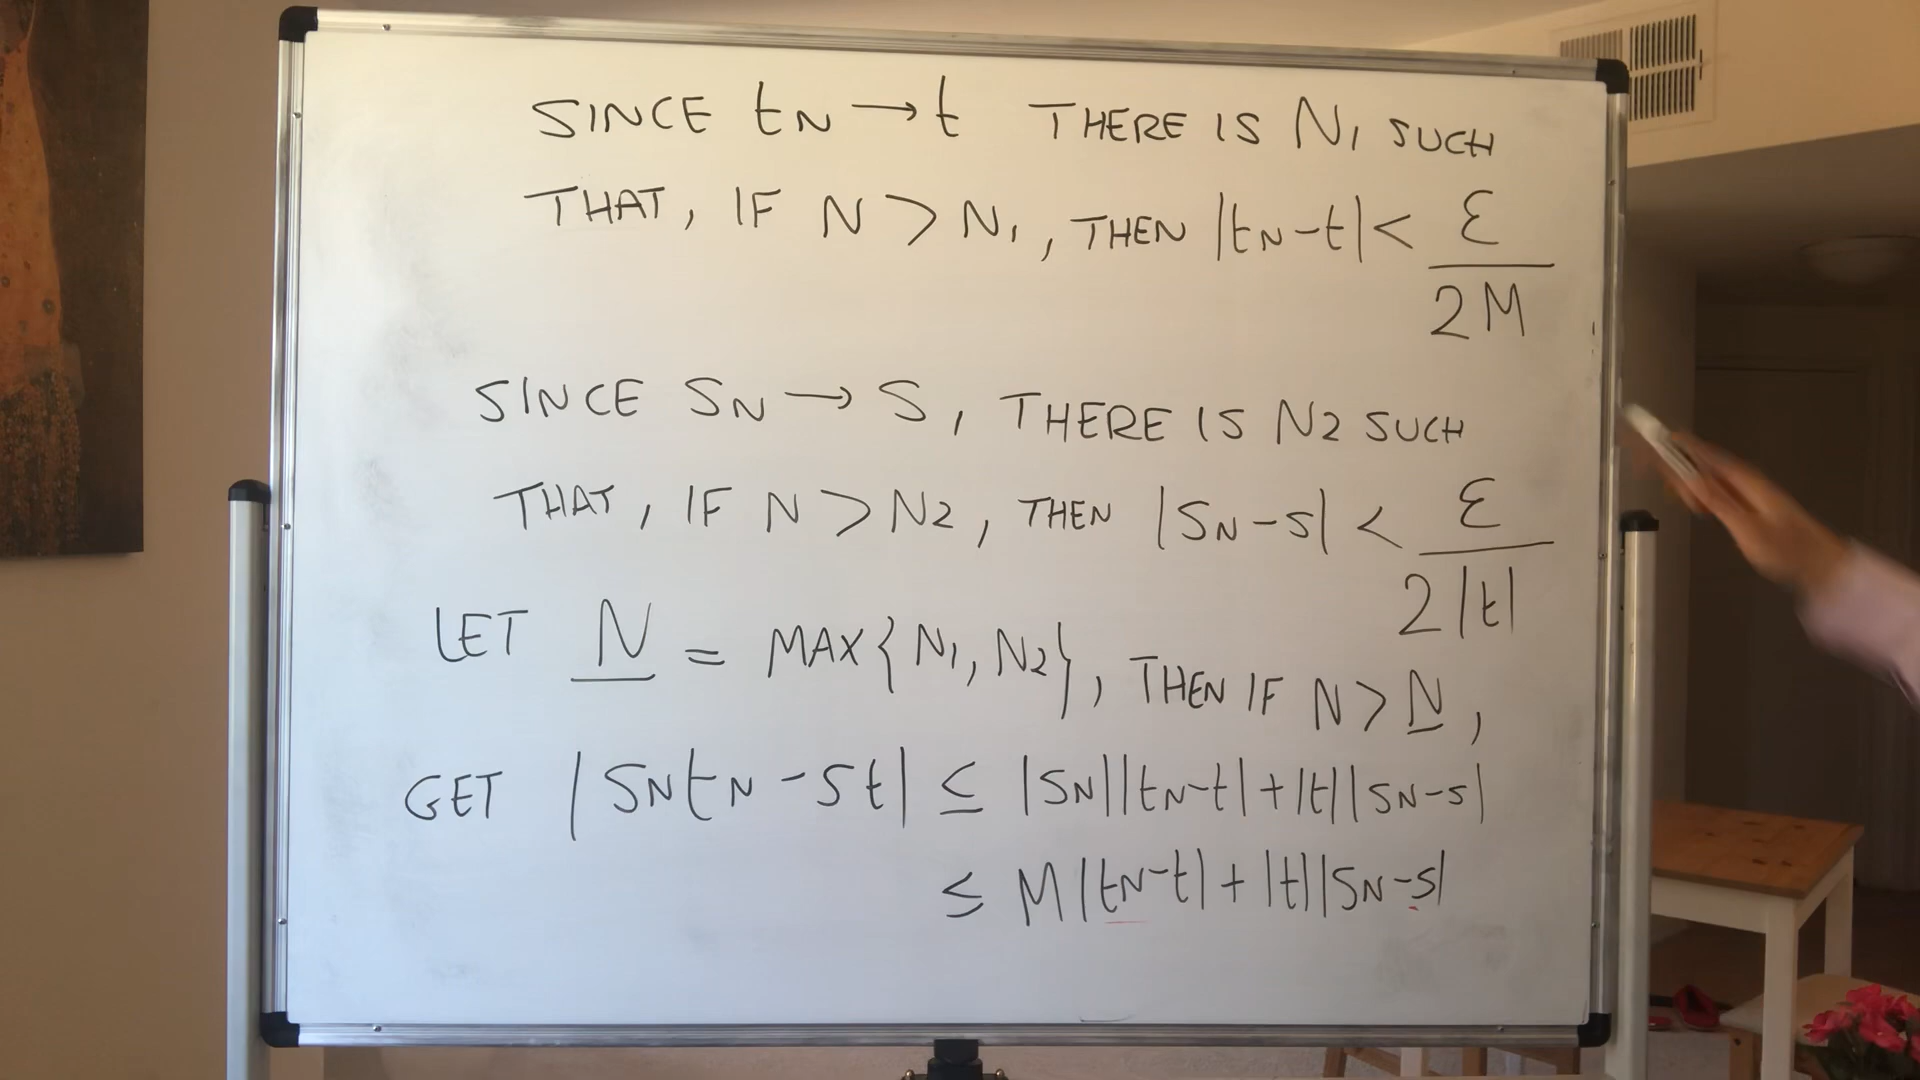 SINCE tN → t THERE IS N1 SUCH
THAT, IF N > N1, THEN |tN-t| < ε/2M
SINCE SN → S, THERE IS N2 SUCH
THAT, IF N > N2, THEN |SN-S| < ε/2|t|
LET N = MAX{N1, N2}, THEN IF N > N,
GET |SNtN - St| ≤ |SN||tN-t|+|t||SN-S|
≤ M|tN-t|+|t||SN-S|